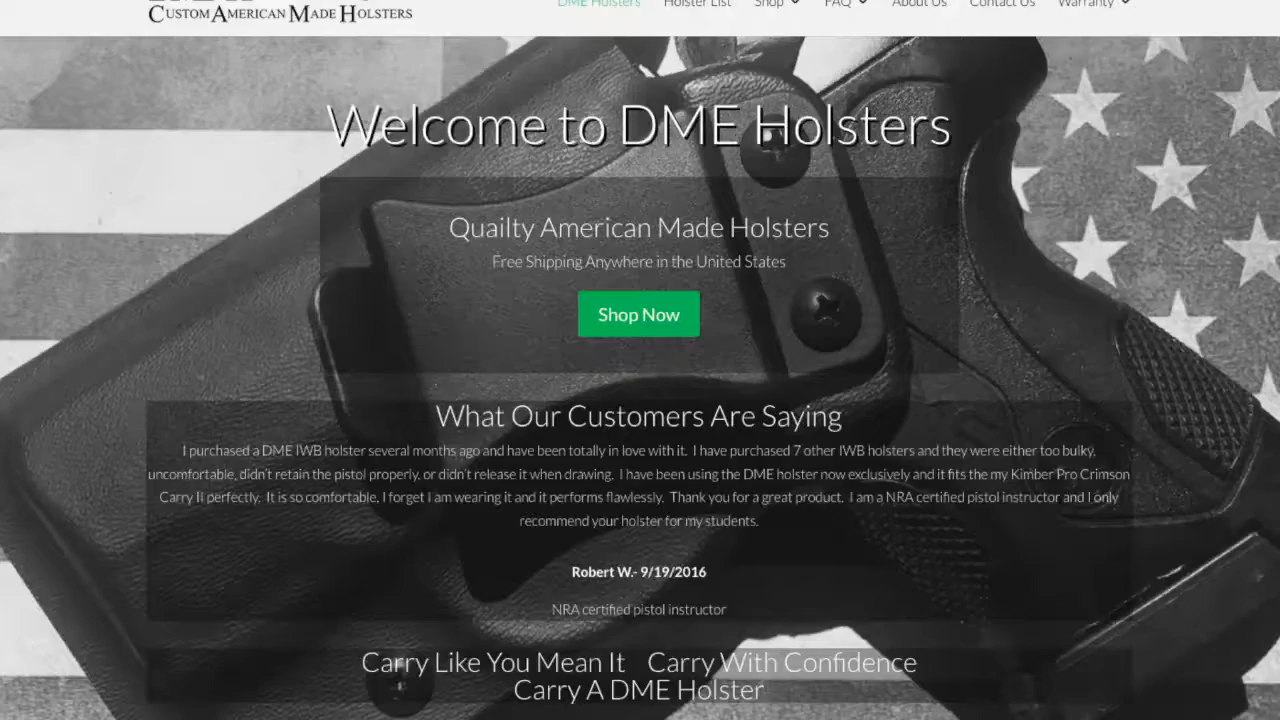 CUSTOM AMERICAN MADE HOLSTERS
DME Holsters Holster List Shop FAQ About Us Contact Us Warranty
Welcome to DME Holsters
Quailty American Made Holsters
Free Shipping Anywhere in the United States
Shop Now
What Our Customers Are Saying
I purchased a DME IWB holster several months ago and have been totally in love with it. I have purchased 7 other IWB holsters and they were either too bulky,
uncomfortable, didn't retain the pistol properly, or didn't release it when drawing. I have been using the DME holster now exclusively and it fits the my Kimber Pro Crimson
Carry II perfectly. It is so comfortable, I forget I am wearing it and it performs flawlessly. Thank you for a great product. I am a NRA certified pistol instructor and I only
recommend your holster for my students.
Robert W.- 9/19/2016
NRA certified pistol instructor
Carry Like You Mean It Carry With Confidence
Carry A DME Holster